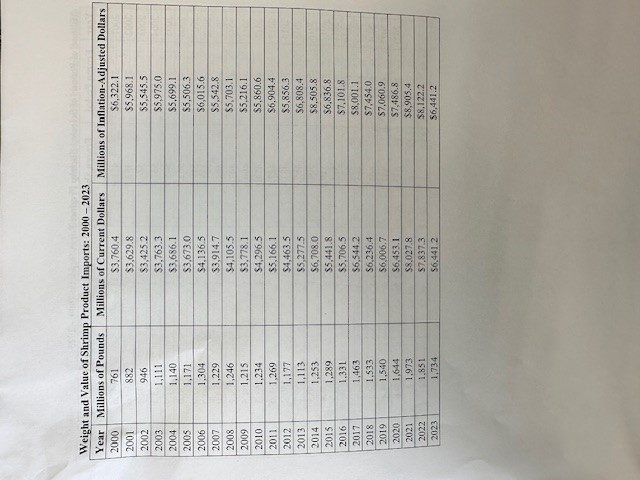 Weight and Value of Shrimp Product Imports: 2000 – 2023
Year Millions of Pounds Millions of Current Dollars Millions of Inflation-Adjusted Dollars
2000 761 $3,760.4 $6,322.1
2001 882 $3,629.8 $5,968.1
2002 946 $3,425.2 $5,545.5
2003 1,111 $3,763.3 $5,975.0
2004 1,140 $3,686.1 $5,699.1
2005 1,171 $3,673.0 $5,506.3
2006 1,304 $4,136.5 $6,015.6
2007 1,229 $3,914.7 $5,542.8
2008 1,246 $4,105.5 $5,703.1
2009 1,215 $3,778.1 $5,216.1
2010 1,234 $4,296.5 $5,860.6
2011 1,269 $5,166.1 $6,904.4
2012 1,177 $4,463.5 $5,856.3
2013 1,113 $5,277.5 $6,808.4
2014 1,253 $6,708.0 $8,505.8
2015 1,289 $5,441.8 $6,836.8
2016 1,331 $5,706.5 $7,101.8
2017 1,463 $6,544.2 $8,001.1
2018 1,533 $6,236.4 $7,454.0
2019 1,540 $6,006.7 $7,060.9
2020 1,644 $6,453.1 $7,486.8
2021 1,973 $8,027.8 $8,905.4
2022 1,851 $7,837.3 $8,122.2
2023 1,734 $6,441.2 $6,441.2